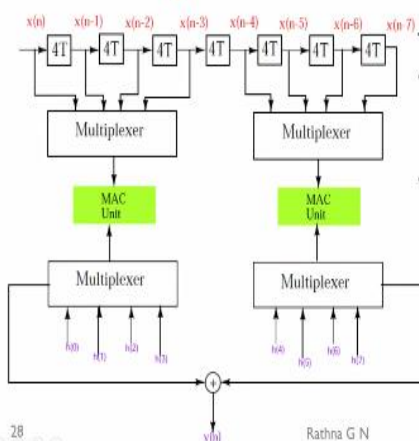 x(n) x(n-1) x(n-2) x(n-3) x(n-4) x(n-5) x(n-6) x(n-7)
4T 4T 4T 4T 4T 4T 4T
Multiplexer Multiplexer
MAC Unit MAC Unit
Multiplexer Multiplexer
h(0) h(1) h(2) h(3) h(4) h(5) h(6) h(7)
+
y(n)
28 Rathna G N